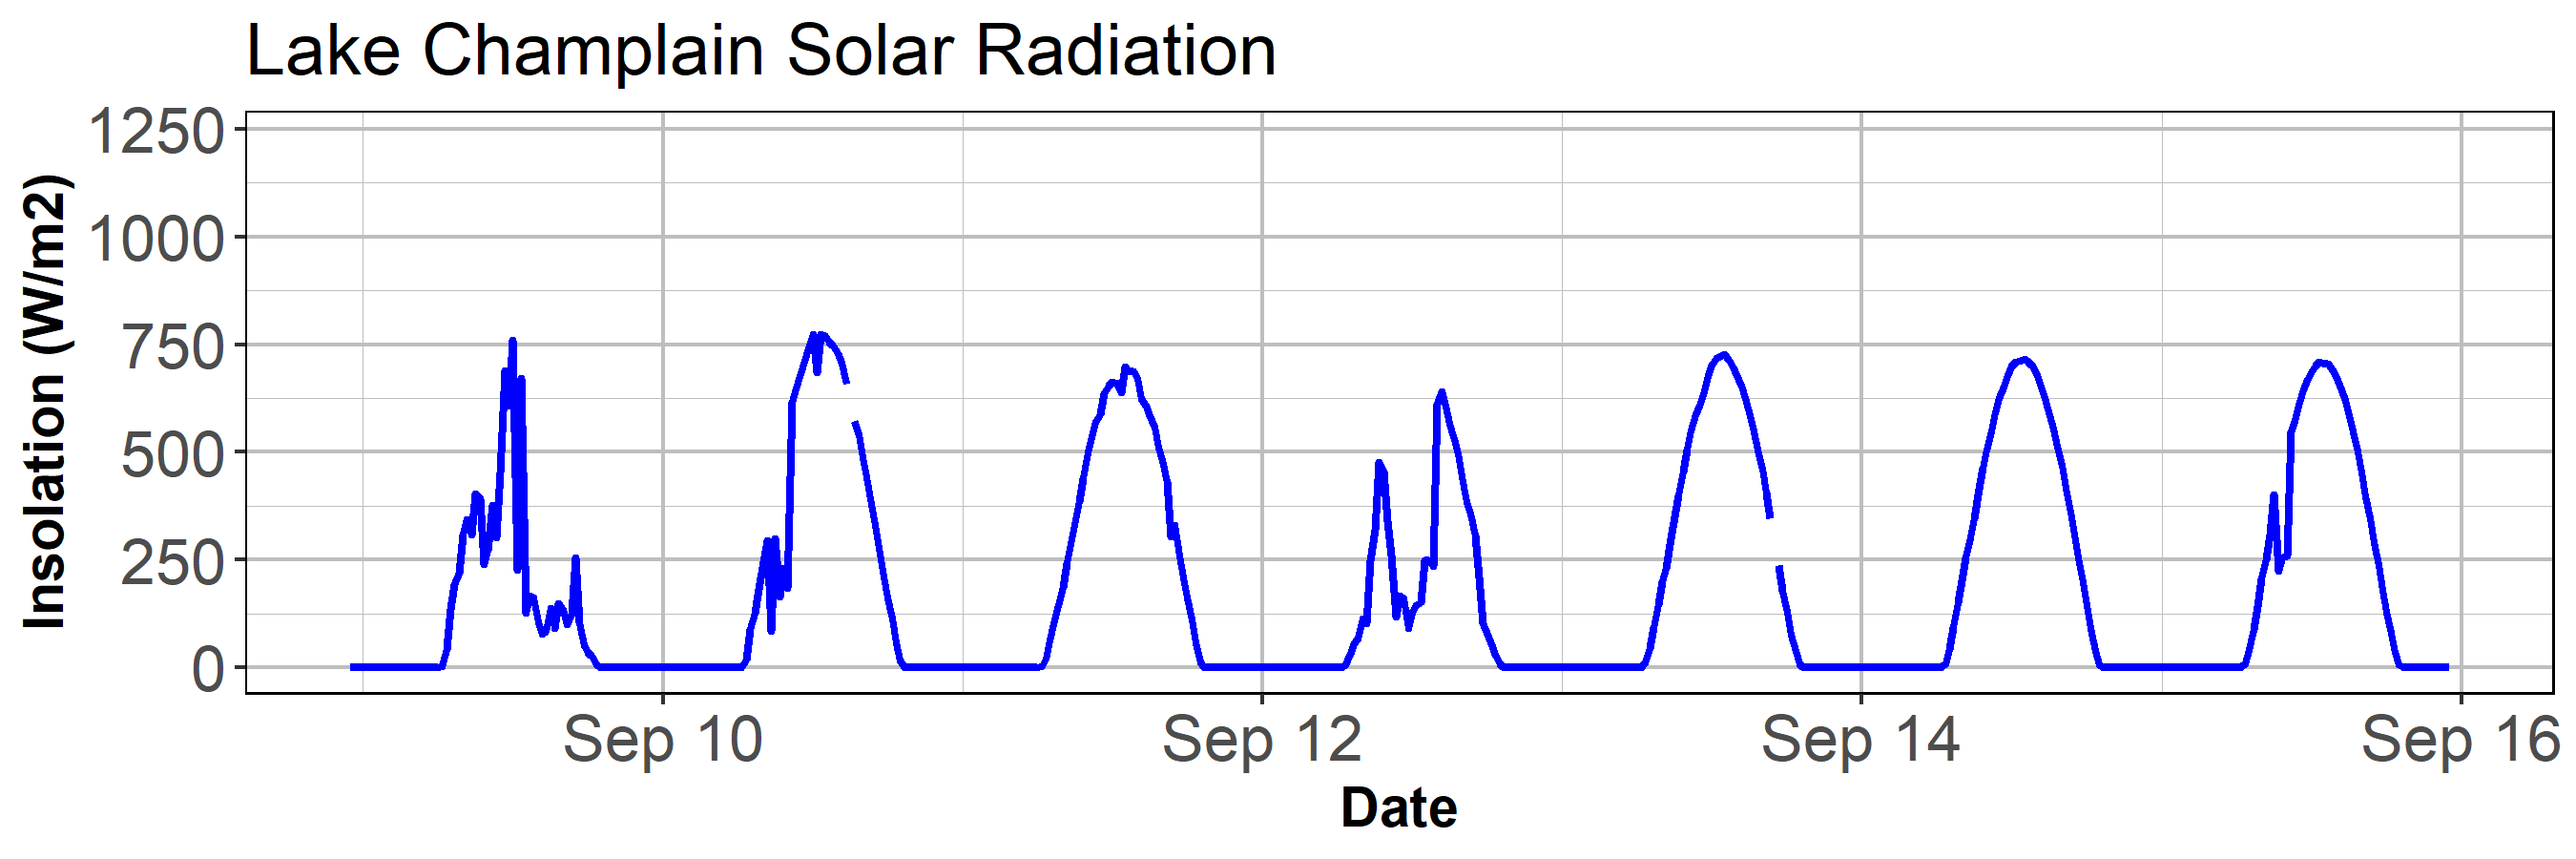 Lake Champlain Solar Radiation
Insolation (W/m2)
1250
1000
750
500
250
0
Sep 10 Sep 12 Sep 14 Sep 16
Date